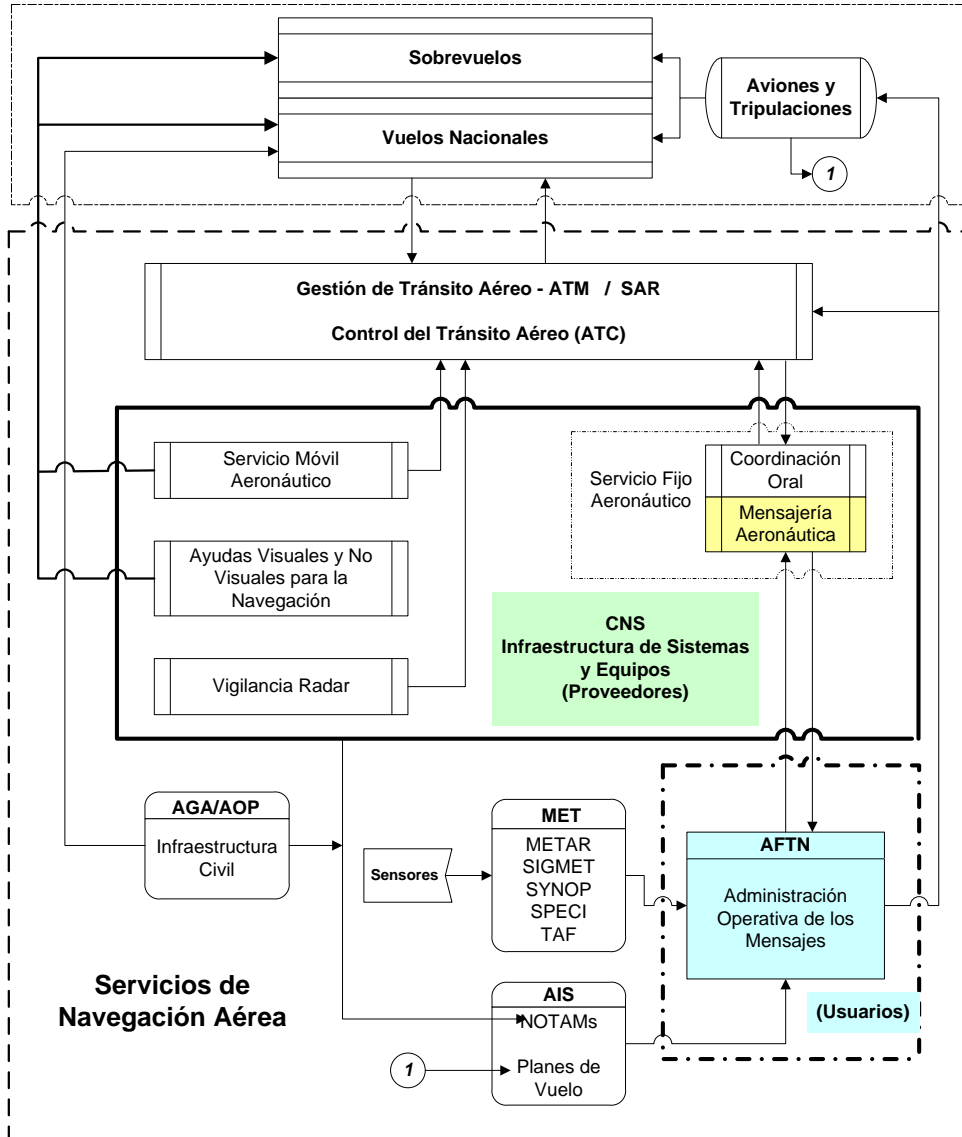 Sobrevuelos
Vuelos Nacionales
Aviones y
Tripulaciones
1
Gestión de Tránsito Aéreo - ATM / SAR
Control del Tránsito Aéreo (ATC)
Servicio Móvil
Aeronáutico
Servicio Fijo
Aeronáutico
Coordinación
Oral
Mensajería
Aeronáutica
Ayudas Visuales y No
Visuales para la
Navegación
CNS
Infraestructura de Sistemas
y Equipos
(Proveedores)
Vigilancia Radar
AGA/AOP
Infraestructura
Civil
Sensores
MET
METAR
SIGMET
SYNOP
SPECI
TAF
AFTN
Administración
Operativa de los
Mensajes
(Usuarios)
Servicios de
Navegación Aérea
AIS
NOTAMs
Planes de
Vuelo
1